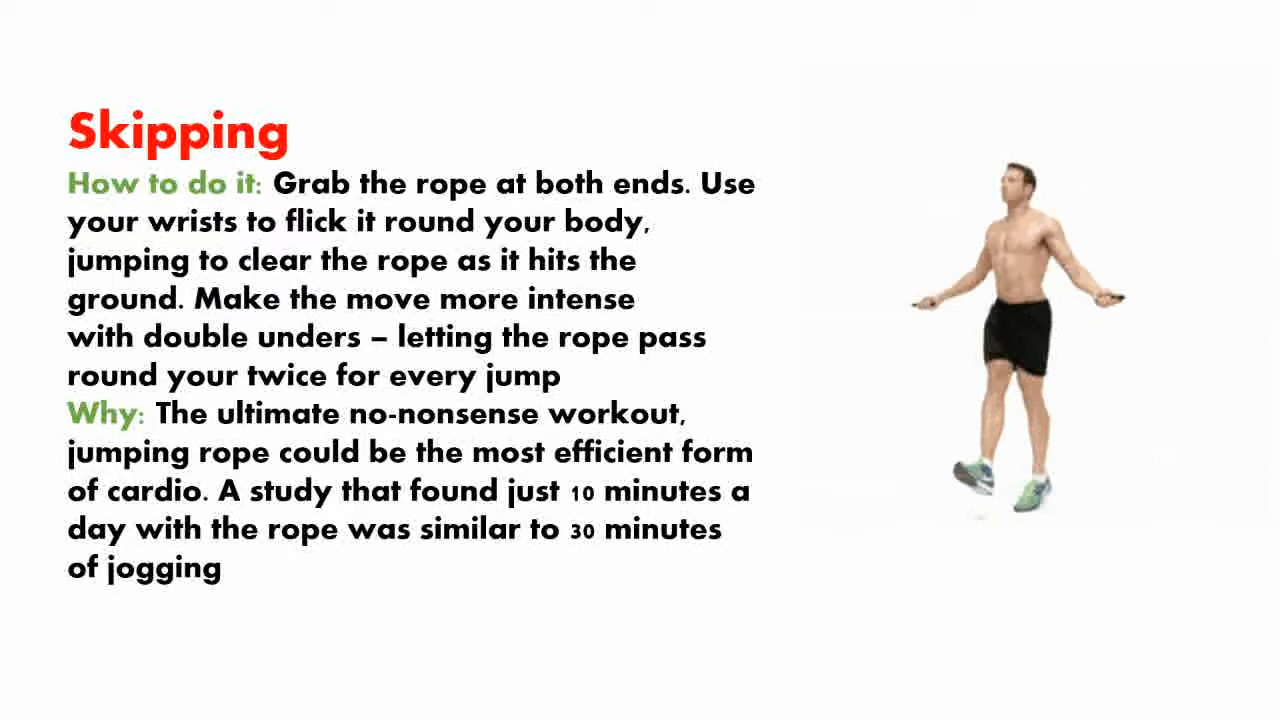 Skipping
How to do it: Grab the rope at both ends. Use
your wrists to flick it round your body,
jumping to clear the rope as it hits the
ground. Make the move more intense
with double unders – letting the rope pass
round your twice for every jump
Why: The ultimate no-nonsense workout,
jumping rope could be the most efficient form
of cardio. A study that found just 10 minutes a
day with the rope was similar to 30 minutes
of jogging